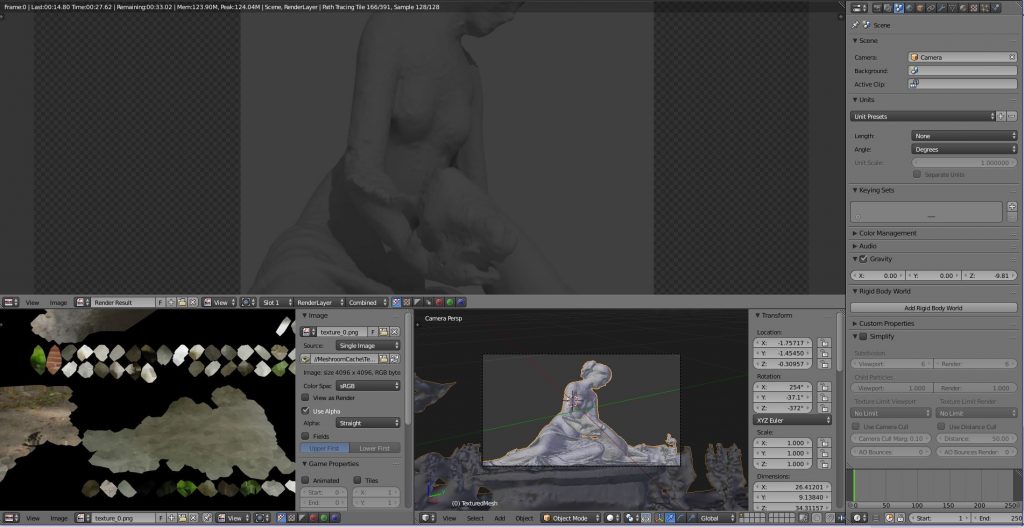 Frame:0 | Last:00:14.80 Time:00:27.62 | Remaining:00:33.02 | Mem:123.90M, Peak:124.04M | Scene, RenderLayer | Path Tracing Tile 166/391, Sample 128/128
View Image Render Result F View Slot 1 RenderLayer Combined
Image
texture_0.png F
Source: Single Image
//MeshroomCache\Te...
Image: size 4096 x 4096, RGB byte
Color Spac: sRGB
View as Render
Use Alpha
Alpha: Straight
Fields
Upper First Lower First
Game Properties
Animated Tiles
Start: 0 X: 1
End: 0 Y: 1
View Image texture_0.png F View
Camera Persp
(0) TexturedMesh
Transform
Location:
X: -1.75717
Y: -1.45450
Z: -0.30957
Rotation:
X: 254°
Y: -37.1°
Z: -372°
XYZ Euler
Scale:
X: 1.000
Y: 1.000
Z: 1.000
Dimensions:
X: 26.41201
Y: 9.13840
Z: 34.31157
View Select Add Object Object Mode Global
Scene
Scene
Camera: Camera
Background:
Active Clip:
Units
Unit Presets
Length: None
Angle: Degrees
Unit Scale: 1.000000
Separate Units
Keying Sets
Color Management
Audio
Gravity
X: 0.00 Y: 0.00 Z: -9.81
Rigid Body World
Add Rigid Body World
Custom Properties
Simplify
Subdivision
Viewport: 6 Render: 6
Child Particles
Viewport: 1.000 Render: 1.000
Texture Limit Viewport Texture Limit Render
No Limit No Limit
Use Camera Cull Use Distance Cull
Camera Cull Marg: 0.10 Distance: 50.00
AO Bounces: 0 AO Bounces Render: 0
0 50 100 150 200 250
Start: 1 End: 250